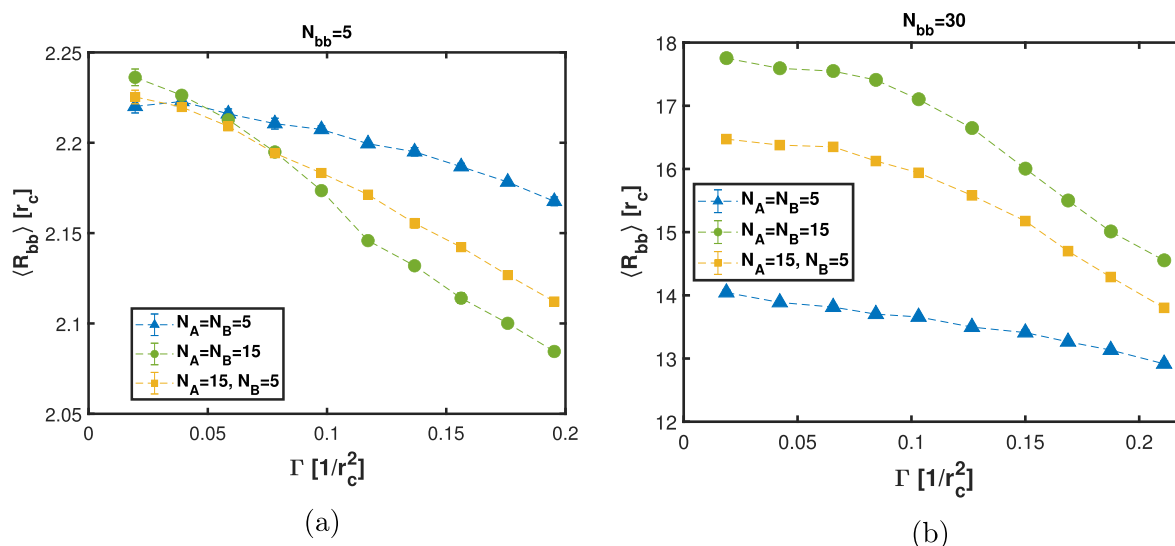 N_bb=5
2.25
2.2
2.15
2.1
2.05
⟨R_bb⟩ [r_c]
N_A=N_B=5
N_A=N_B=15
N_A=15, N_B=5
0 0.05 0.1 0.15 0.2
Γ [1/r_c^2]
(a)
N_bb=30
18
17
16
15
14
13
12
⟨R_bb⟩ [r_c]
N_A=N_B=5
N_A=N_B=15
N_A=15, N_B=5
0 0.05 0.1 0.15 0.2
Γ [1/r_c^2]
(b)